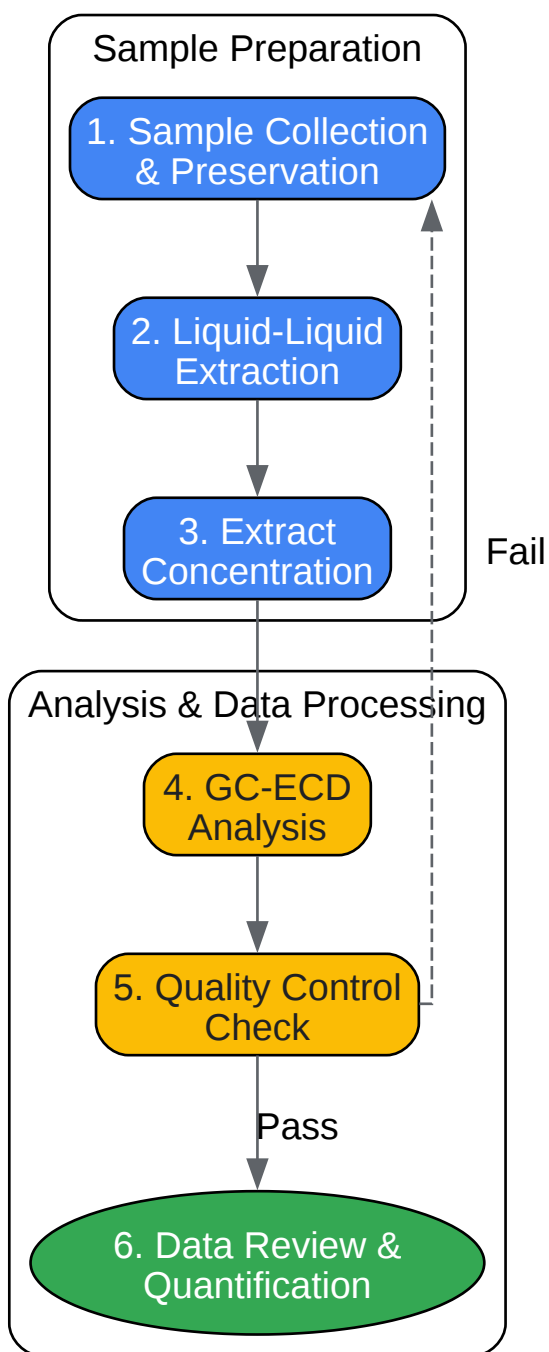 Sample Preparation
1. Sample Collection
& Preservation
2. Liquid-Liquid
Extraction
3. Extract
Concentration
Fail
Analysis & Data Processing
4. GC-ECD
Analysis
5. Quality Control
Check
Pass
6. Data Review &
Quantification